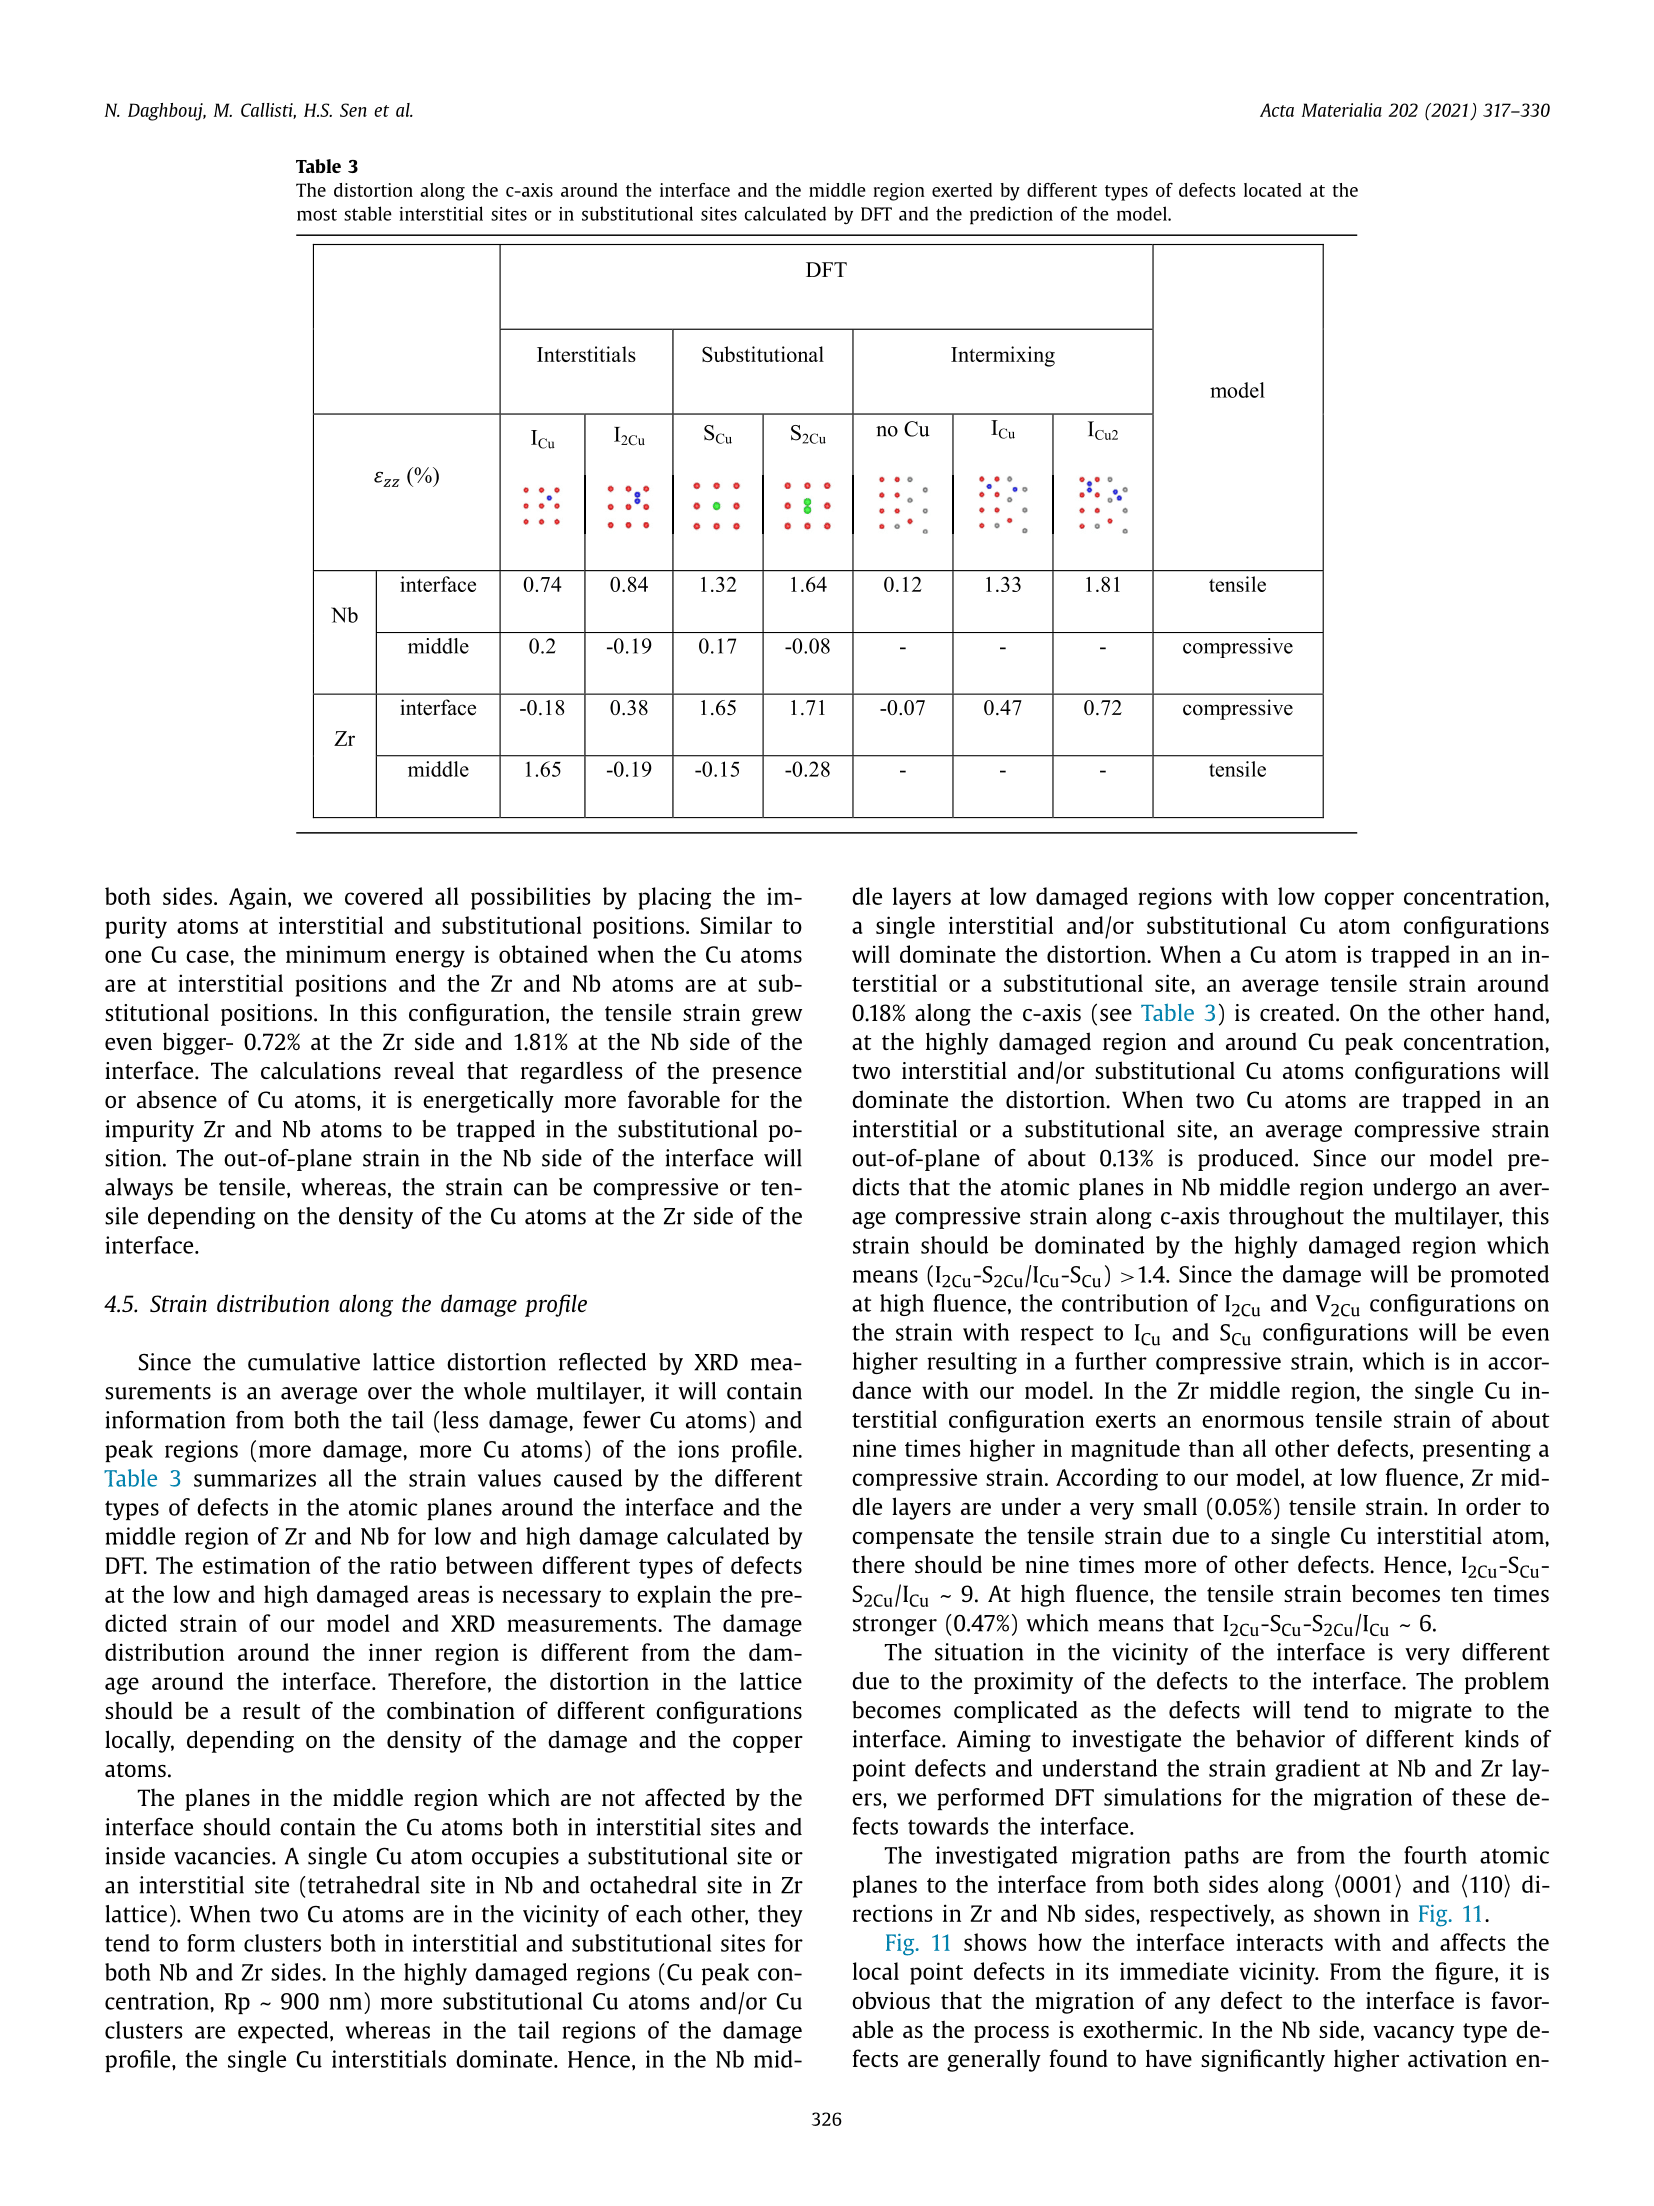 N. Daghbouj, M. Callisti, H.S. Sen et al.
Acta Materialia 202 (2021) 317–330
Table 3
The distortion along the c-axis around the interface and the middle region exerted by different types of defects located at the
most stable interstitial sites or in substitutional sites calculated by DFT and the prediction of the model.
DFT
model
Interstitials Substitutional Intermixing
εzz (%)
ICu I2Cu SCu S2Cu no Cu ICu ICu2
Nb
interface 0.74 0.84 1.32 1.64 0.12 1.33 1.81 tensile
middle 0.2 -0.19 0.17 -0.08 - - - compressive
Zr
interface -0.18 0.38 1.65 1.71 -0.07 0.47 0.72 compressive
middle 1.65 -0.19 -0.15 -0.28 - - - tensile
both sides. Again, we covered all possibilities by placing the im-
purity atoms at interstitial and substitutional positions. Similar to
one Cu case, the minimum energy is obtained when the Cu atoms
are at interstitial positions and the Zr and Nb atoms are at sub-
stitutional positions. In this configuration, the tensile strain grew
even bigger- 0.72% at the Zr side and 1.81% at the Nb side of the
interface. The calculations reveal that regardless of the presence
or absence of Cu atoms, it is energetically more favorable for the
impurity Zr and Nb atoms to be trapped in the substitutional po-
sition. The out-of-plane strain in the Nb side of the interface will
always be tensile, whereas, the strain can be compressive or ten-
sile depending on the density of the Cu atoms at the Zr side of the
interface.
4.5. Strain distribution along the damage profile
Since the cumulative lattice distortion reflected by XRD mea-
surements is an average over the whole multilayer, it will contain
information from both the tail (less damage, fewer Cu atoms) and
peak regions (more damage, more Cu atoms) of the ions profile.
Table 3 summarizes all the strain values caused by the different
types of defects in the atomic planes around the interface and the
middle region of Zr and Nb for low and high damage calculated by
DFT. The estimation of the ratio between different types of defects
at the low and high damaged areas is necessary to explain the pre-
dicted strain of our model and XRD measurements. The damage
distribution around the inner region is different from the dam-
age around the interface. Therefore, the distortion in the lattice
should be a result of the combination of different configurations
locally, depending on the density of the damage and the copper
atoms.
The planes in the middle region which are not affected by the
interface should contain the Cu atoms both in interstitial sites and
inside vacancies. A single Cu atom occupies a substitutional site or
an interstitial site (tetrahedral site in Nb and octahedral site in Zr
lattice). When two Cu atoms are in the vicinity of each other, they
tend to form clusters both in interstitial and substitutional sites for
both Nb and Zr sides. In the highly damaged regions (Cu peak con-
centration, Rp ~ 900 nm) more substitutional Cu atoms and/or Cu
clusters are expected, whereas in the tail regions of the damage
profile, the single Cu interstitials dominate. Hence, in the Nb mid-
dle layers at low damaged regions with low copper concentration,
a single interstitial and/or substitutional Cu atom configurations
will dominate the distortion. When a Cu atom is trapped in an in-
terstitial or a substitutional site, an average tensile strain around
0.18% along the c-axis (see Table 3) is created. On the other hand,
at the highly damaged region and around Cu peak concentration,
two interstitial and/or substitutional Cu atoms configurations will
dominate the distortion. When two Cu atoms are trapped in an
interstitial or a substitutional site, an average compressive strain
out-of-plane of about 0.13% is produced. Since our model pre-
dicts that the atomic planes in Nb middle region undergo an aver-
age compressive strain along c-axis throughout the multilayer, this
strain should be dominated by the highly damaged region which
means (I2Cu-S2Cu/ICu-SCu) >1.4. Since the damage will be promoted
at high fluence, the contribution of I2Cu and V2Cu configurations on
the strain with respect to ICu and SCu configurations will be even
higher resulting in a further compressive strain, which is in accor-
dance with our model. In the Zr middle region, the single Cu in-
terstitial configuration exerts an enormous tensile strain of about
nine times higher in magnitude than all other defects, presenting a
compressive strain. According to our model, at low fluence, Zr mid-
dle layers are under a very small (0.05%) tensile strain. In order to
compensate the tensile strain due to a single Cu interstitial atom,
there should be nine times more of other defects. Hence, I2Cu-SCu-
S2Cu/ICu ~ 9. At high fluence, the tensile strain becomes ten times
stronger (0.47%) which means that I2Cu-SCu-S2Cu/ICu ~ 6.
The situation in the vicinity of the interface is very different
due to the proximity of the defects to the interface. The problem
becomes complicated as the defects will tend to migrate to the
interface. Aiming to investigate the behavior of different kinds of
point defects and understand the strain gradient at Nb and Zr lay-
ers, we performed DFT simulations for the migration of these de-
fects towards the interface.
The investigated migration paths are from the fourth atomic
planes to the interface from both sides along ⟨0001⟩ and ⟨110⟩ di-
rections in Zr and Nb sides, respectively, as shown in Fig. 11.
Fig. 11 shows how the interface interacts with and affects the
local point defects in its immediate vicinity. From the figure, it is
obvious that the migration of any defect to the interface is favor-
able as the process is exothermic. In the Nb side, vacancy type de-
fects are generally found to have significantly higher activation en-
326